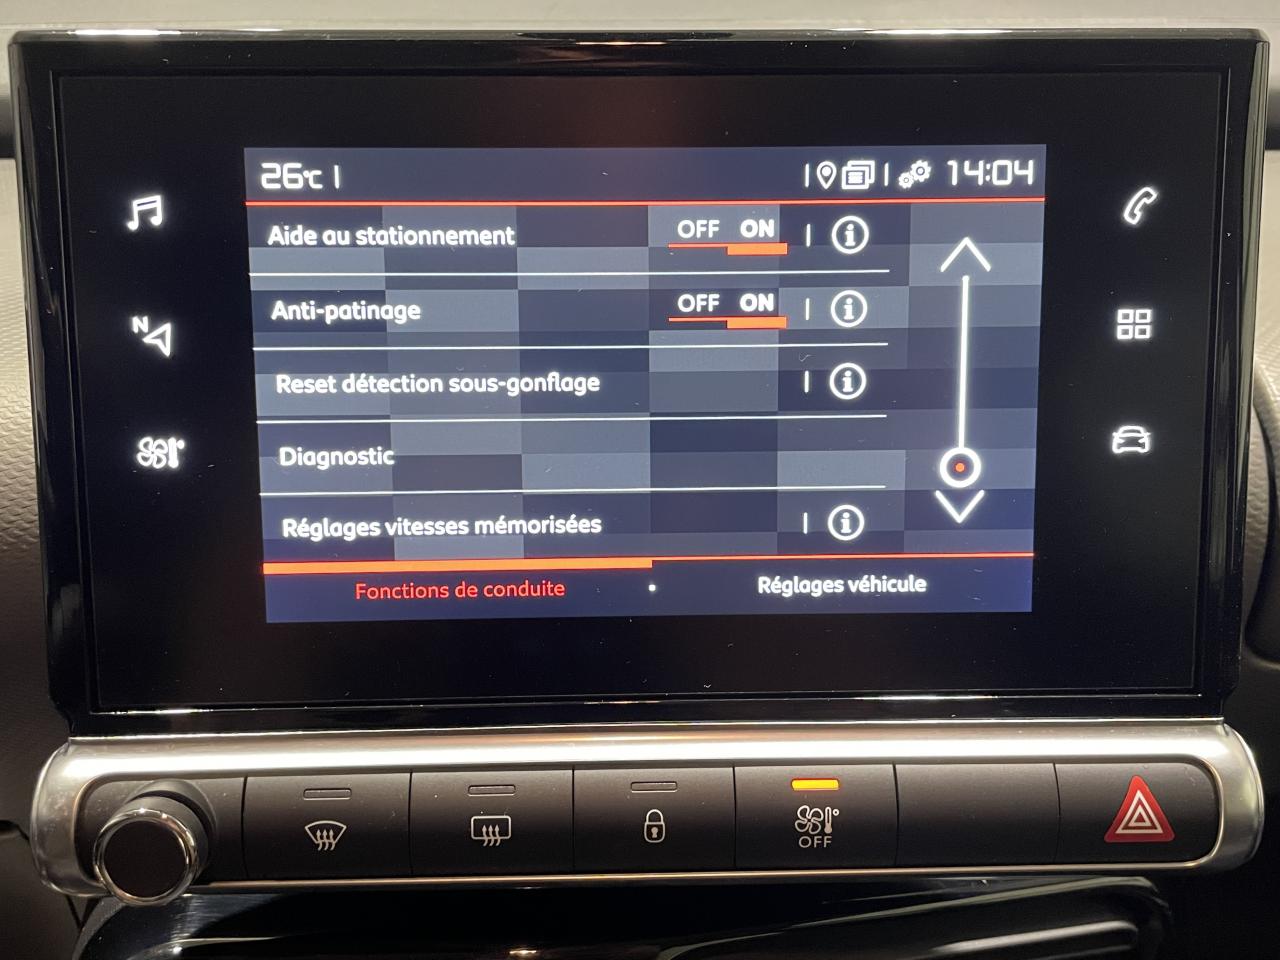 26°C
14:04
Aide au stationnement OFF ON
Anti-patinage OFF ON
Reset détection sous-gonflage
Diagnostic
Réglages vitesses mémorisées
Fonctions de conduite
Réglages véhicule
N
OFF